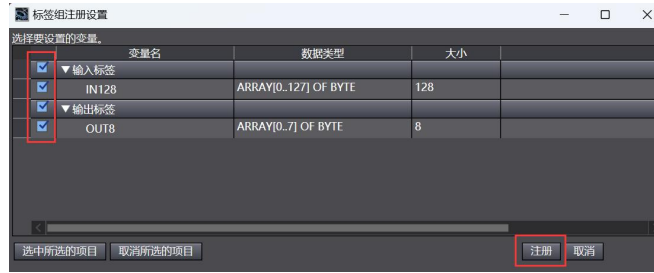 标签组注册设置
选择要设置的变量。
变量名 数据类型 大小
▼输入标签
IN128 ARRAY[0..127] OF BYTE 128
▼输出标签
OUT8 ARRAY[0..7] OF BYTE 8
选中所选的项目 取消所选的项目 注册 取消